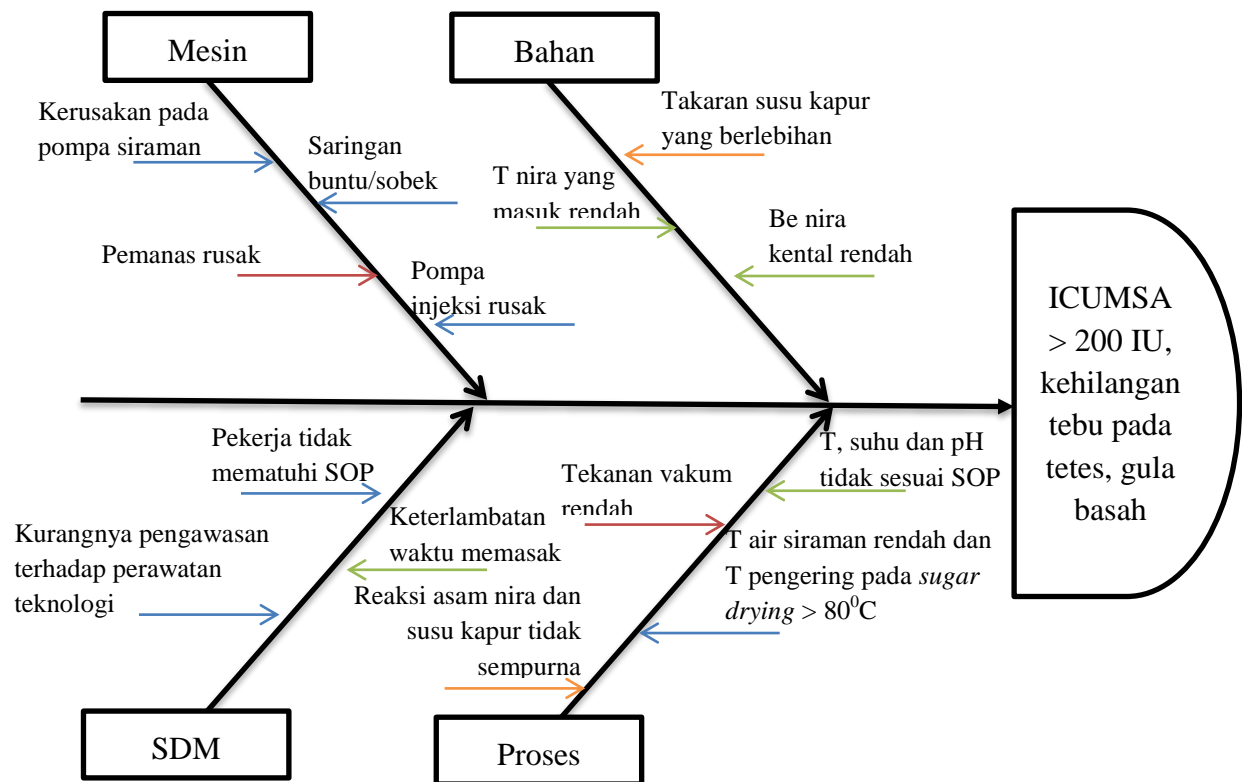 Mesin
Bahan
Kerusakan pada
pompa siraman
Saringan
buntu/sobek
Pemanas rusak
Pompa
injeksi rusak
Takaran susu kapur
yang berlebihan
T nira yang
masuk rendah
Be nira
kental rendah
ICUMSA
> 200 IU,
kehilangan
tebu pada
tetes, gula
basah
Pekerja tidak
mematuhi SOP
Keterlambatan
waktu memasak
Kurangnya pengawasan
terhadap perawatan
teknologi
T, suhu dan pH
tidak sesuai SOP
Tekanan vakum
rendah
T air siraman rendah dan
T pengering pada sugar
drying > 80⁰C
Reaksi asam nira dan
susu kapur tidak
sempurna
SDM
Proses